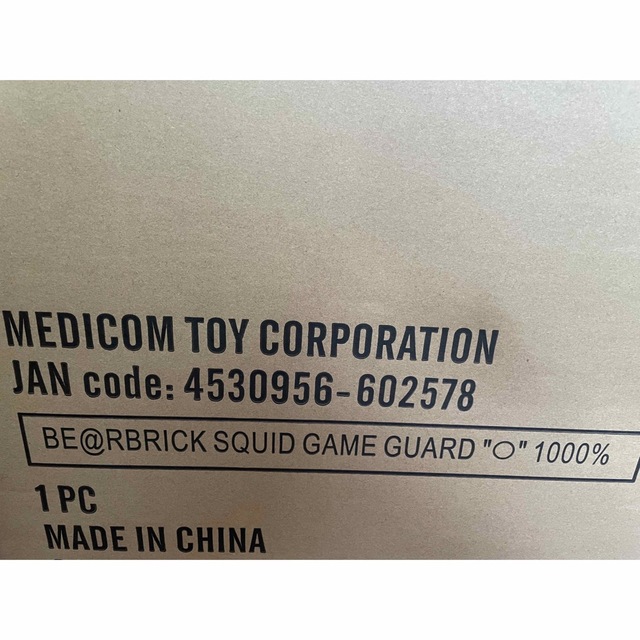 MEDICOM TOY CORPORATION
JAN code: 4530956-602578
BE@RBRICK SQUID GAME GUARD "○" 1000%
1 PC
MADE IN CHINA